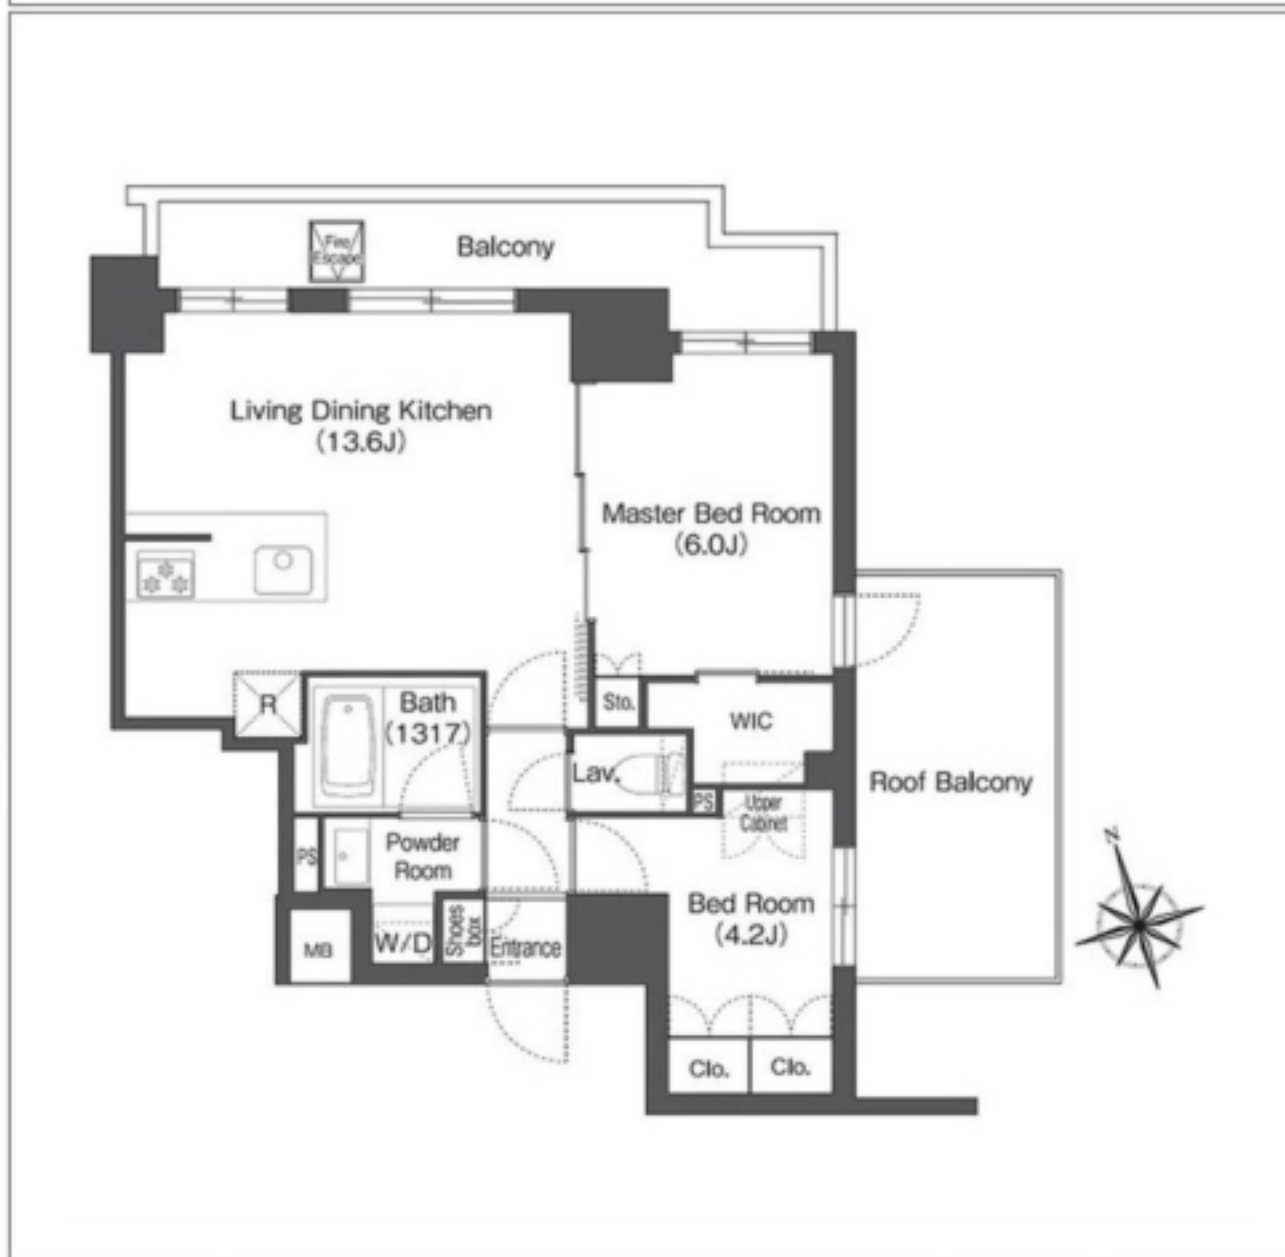 Fire
Escape
Balcony
Living Dining Kitchen
(13.6J)
Master Bed Room
(6.0J)
R
Bath
(1317)
Sto.
WIC
Lav.
Roof Balcony
PS
Upper
Cabinet
PS
Powder
Room
Bed Room
(4.2J)
MB
W/D
Shoes
box
Entrance
Clo.
Clo.
N